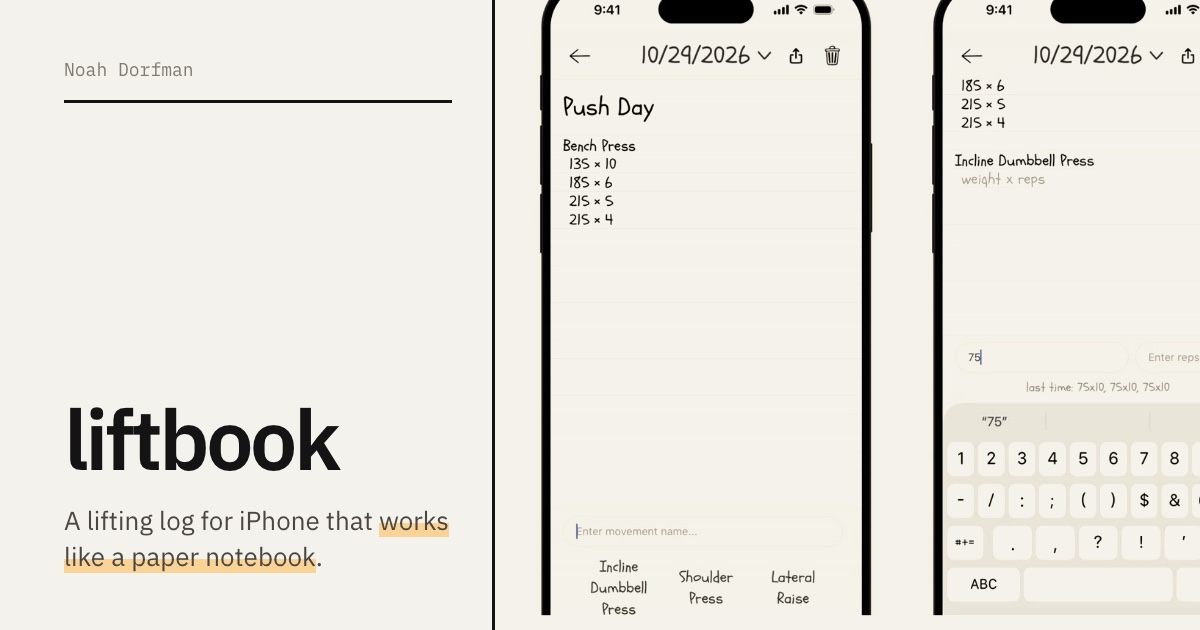 Noah Dorfman
liftbook
A lifting log for iPhone that works
like a paper notebook.
9:41
10/29/2026
Push Day
Bench Press
135 × 10
185 × 6
215 × 5
215 × 4
Enter movement name...
Incline
Dumbbell
Press
Shoulder
Press
Lateral
Raise
9:41
10/29/2026
185 × 6
215 × 5
215 × 4
Incline Dumbbell Press
weight x reps
75
Enter reps
last time: 75x10, 75x10, 75x10
“75”
1 2 3 4 5 6 7 8
- / : ; ( ) $ &
#+= . , ? ! ’
ABC